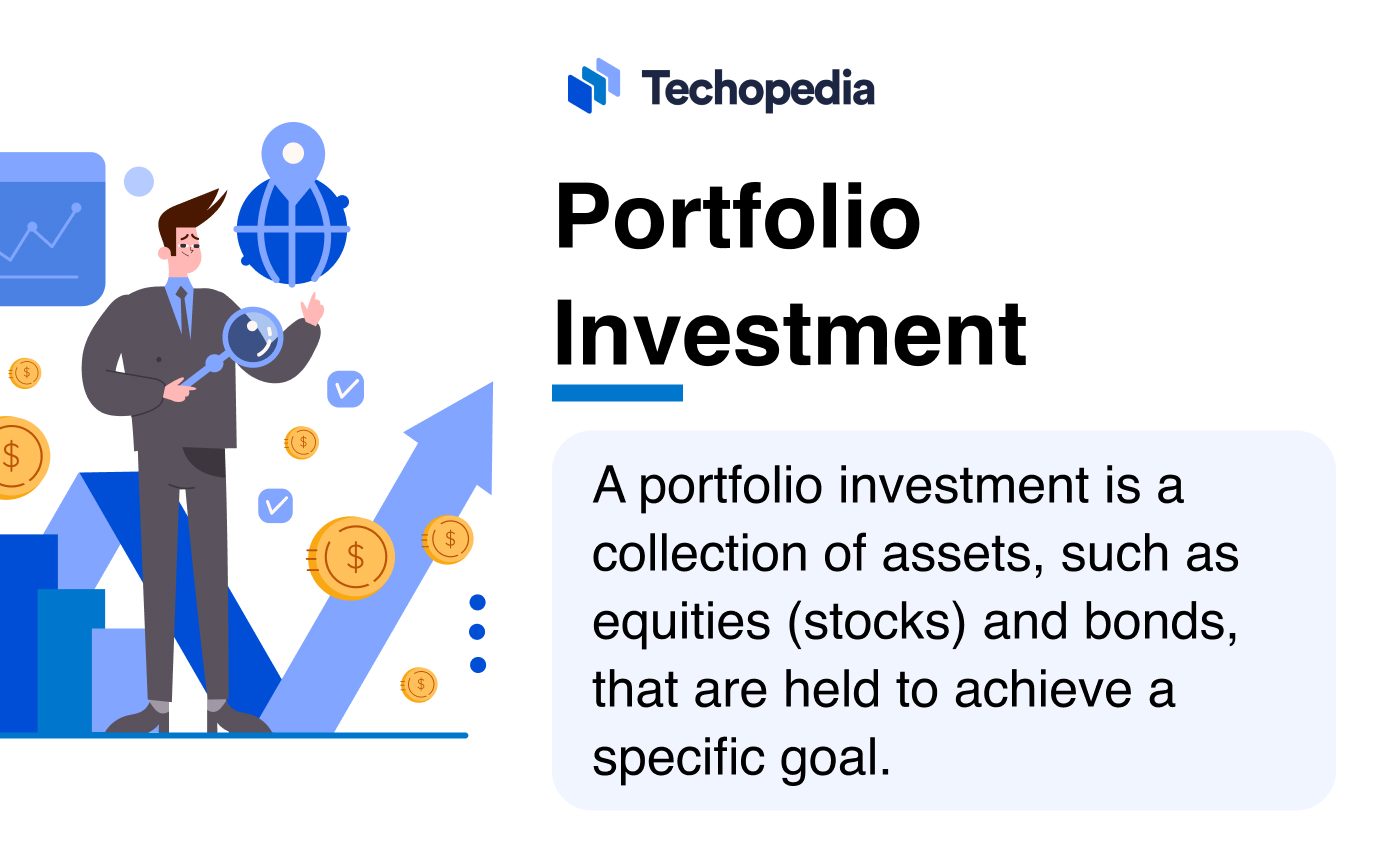 Techopedia
Portfolio
Investment
A portfolio investment is a
collection of assets, such as
equities (stocks) and bonds,
that are held to achieve a
specific goal.
$
$
$
$
$
$